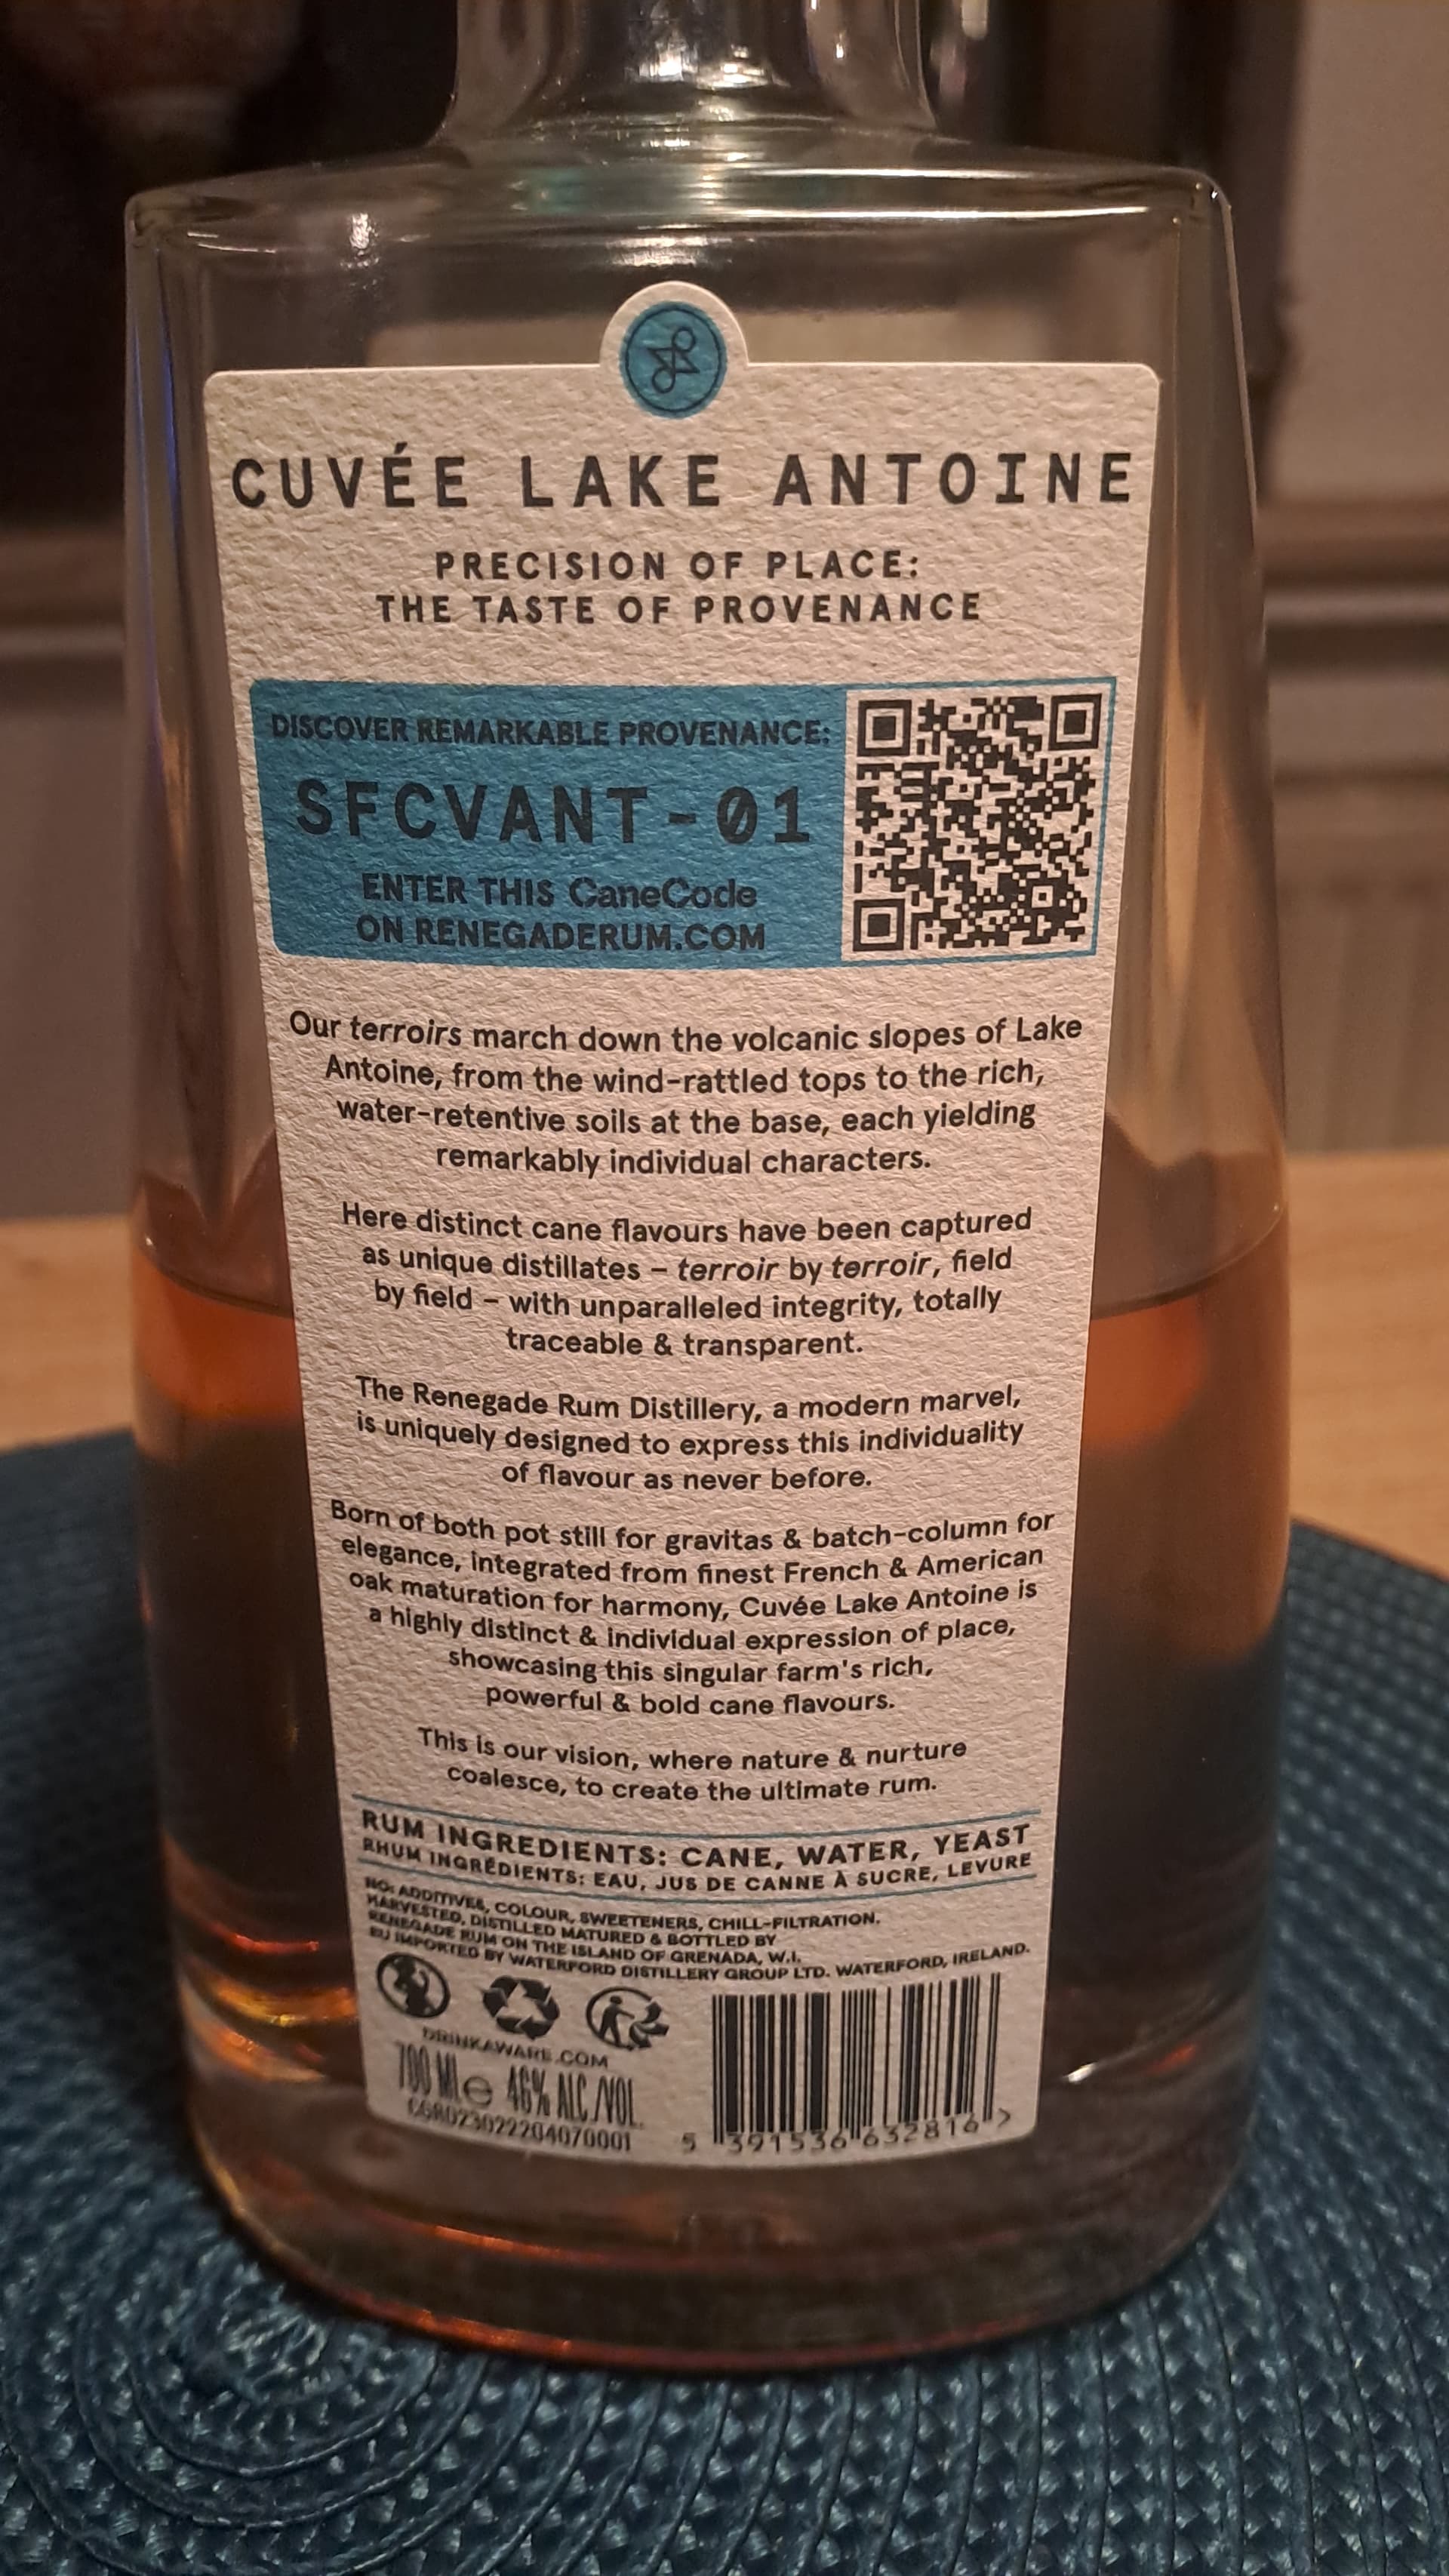 CUVÉE LAKE ANTOINE
PRECISION OF PLACE:
THE TASTE OF PROVENANCE
DISCOVER REMARKABLE PROVENANCE:
SFCVANT-01
ENTER THIS CaneCode
ON RENEGADERUM.COM
Our terroirs march down the volcanic slopes of Lake
Antoine, from the wind-rattled tops to the rich,
water-retentive soils at the base, each yielding
remarkably individual characters.
Here distinct cane flavours have been captured
as unique distillates – terroir by terroir, field
by field – with unparalleled integrity, totally
traceable & transparent.
The Renegade Rum Distillery, a modern marvel,
is uniquely designed to express this individuality
of flavour as never before.
Born of both pot still for gravitas & batch-column for
elegance, integrated from finest French & American
oak maturation for harmony, Cuvée Lake Antoine is
a highly distinct & individual expression of place,
showcasing this singular farm's rich,
powerful & bold cane flavours.
This is our vision, where nature & nurture
coalesce, to create the ultimate rum.
RUM INGREDIENTS: CANE, WATER, YEAST
RHUM INGRÉDIENTS: EAU, JUS DE CANNE À SUCRE, LEVURE
NO: ADDITIVES, COLOUR, SWEETENERS, CHILL-FILTRATION.
HARVESTED, DISTILLED MATURED & BOTTLED BY
RENEGADE RUM ON THE ISLAND OF GRENADA, W.I.
EU IMPORTED BY WATERFORD DISTILLERY GROUP LTD. WATERFORD, IRELAND.
DRINKAWARE.COM
700 Ml e 46% ALC./VOL.
5 391536 632816 >